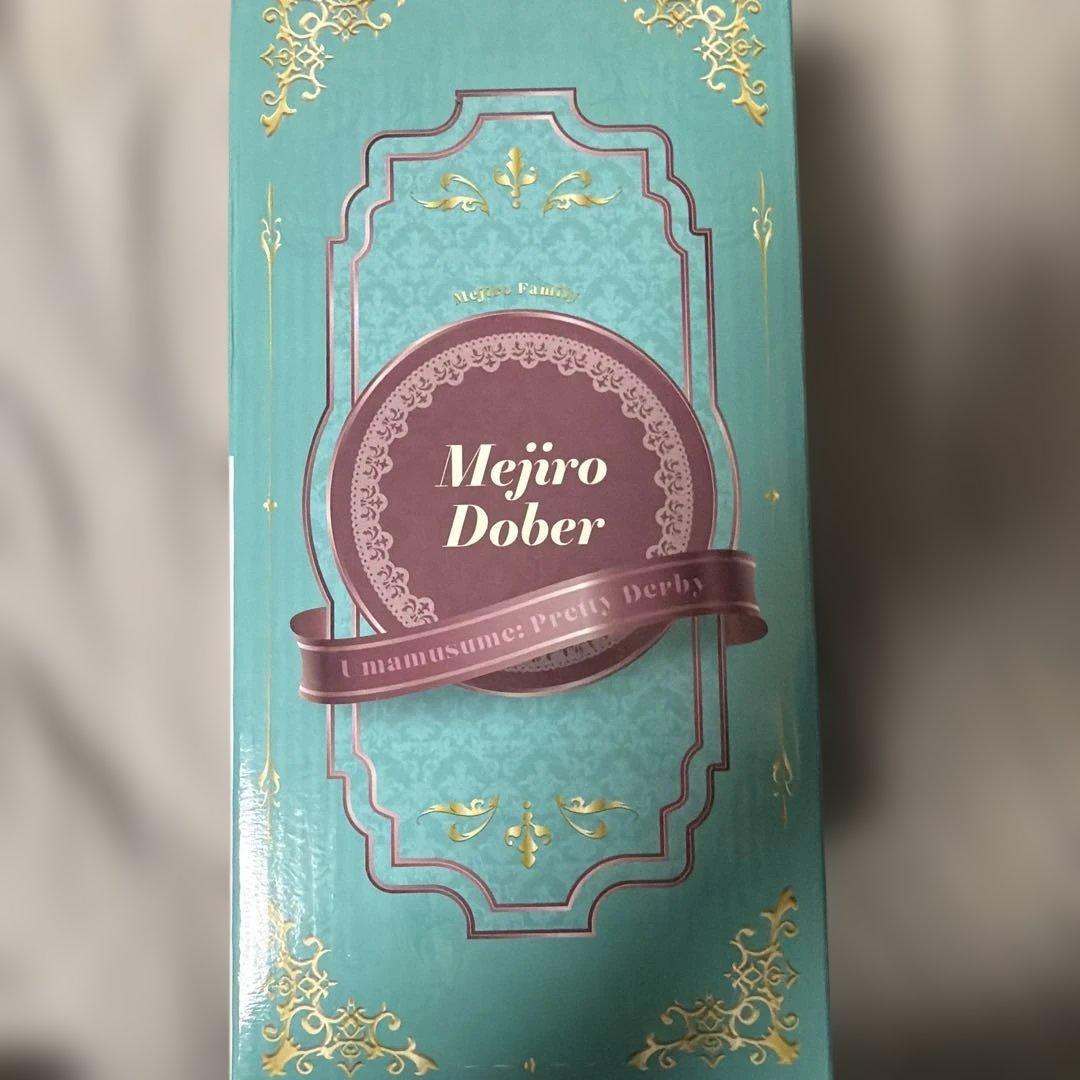 Mejiro Family
Mejiro
Dober
Umamusume: Pretty Derby